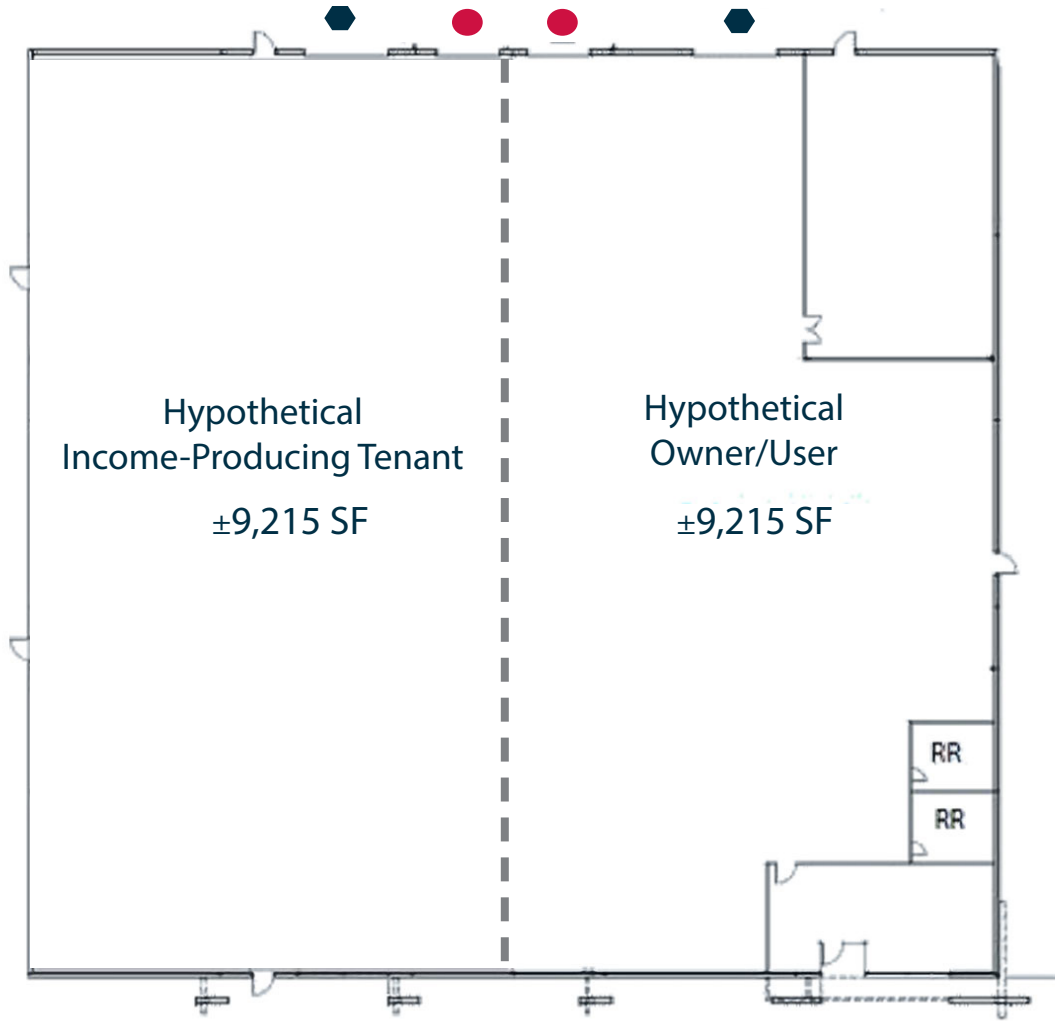 Hypothetical
Income-Producing Tenant
±9,215 SF
Hypothetical
Owner/User
±9,215 SF
RR
RR